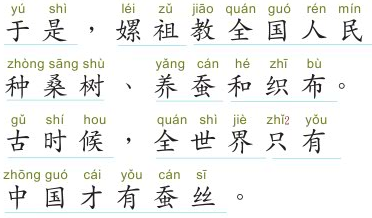 yú shì léi zǔ jiāo quán guó rén mín
于是，嫘祖教全国人民
zhòng sāng shù yǎng cán hé zhī bù
种桑树、养蚕和织布。
gǔ shí hou quán shì jiè zhǐ2 yǒu
古时候，全世界只有
zhōng guó cái yǒu cán sī
中国才有蚕丝。